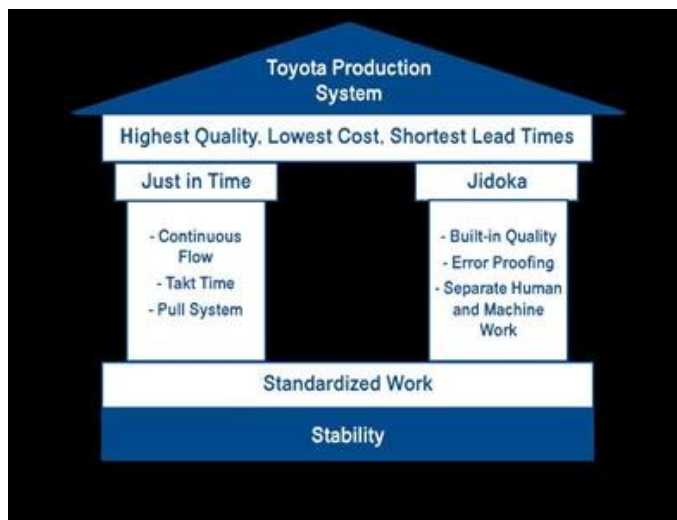 Toyota Production
System
Highest Quality, Lowest Cost, Shortest Lead Times
Just in Time
- Continuous
Flow
- Takt Time
- Pull System
Jidoka
- Built-in Quality
- Error Proofing
- Separate Human
and Machine
Work
Standardized Work
Stability